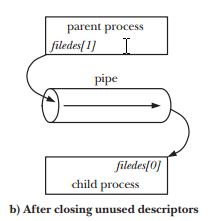 parent process
filedes[1]
pipe
filedes[0]
child process
b) After closing unused descriptors